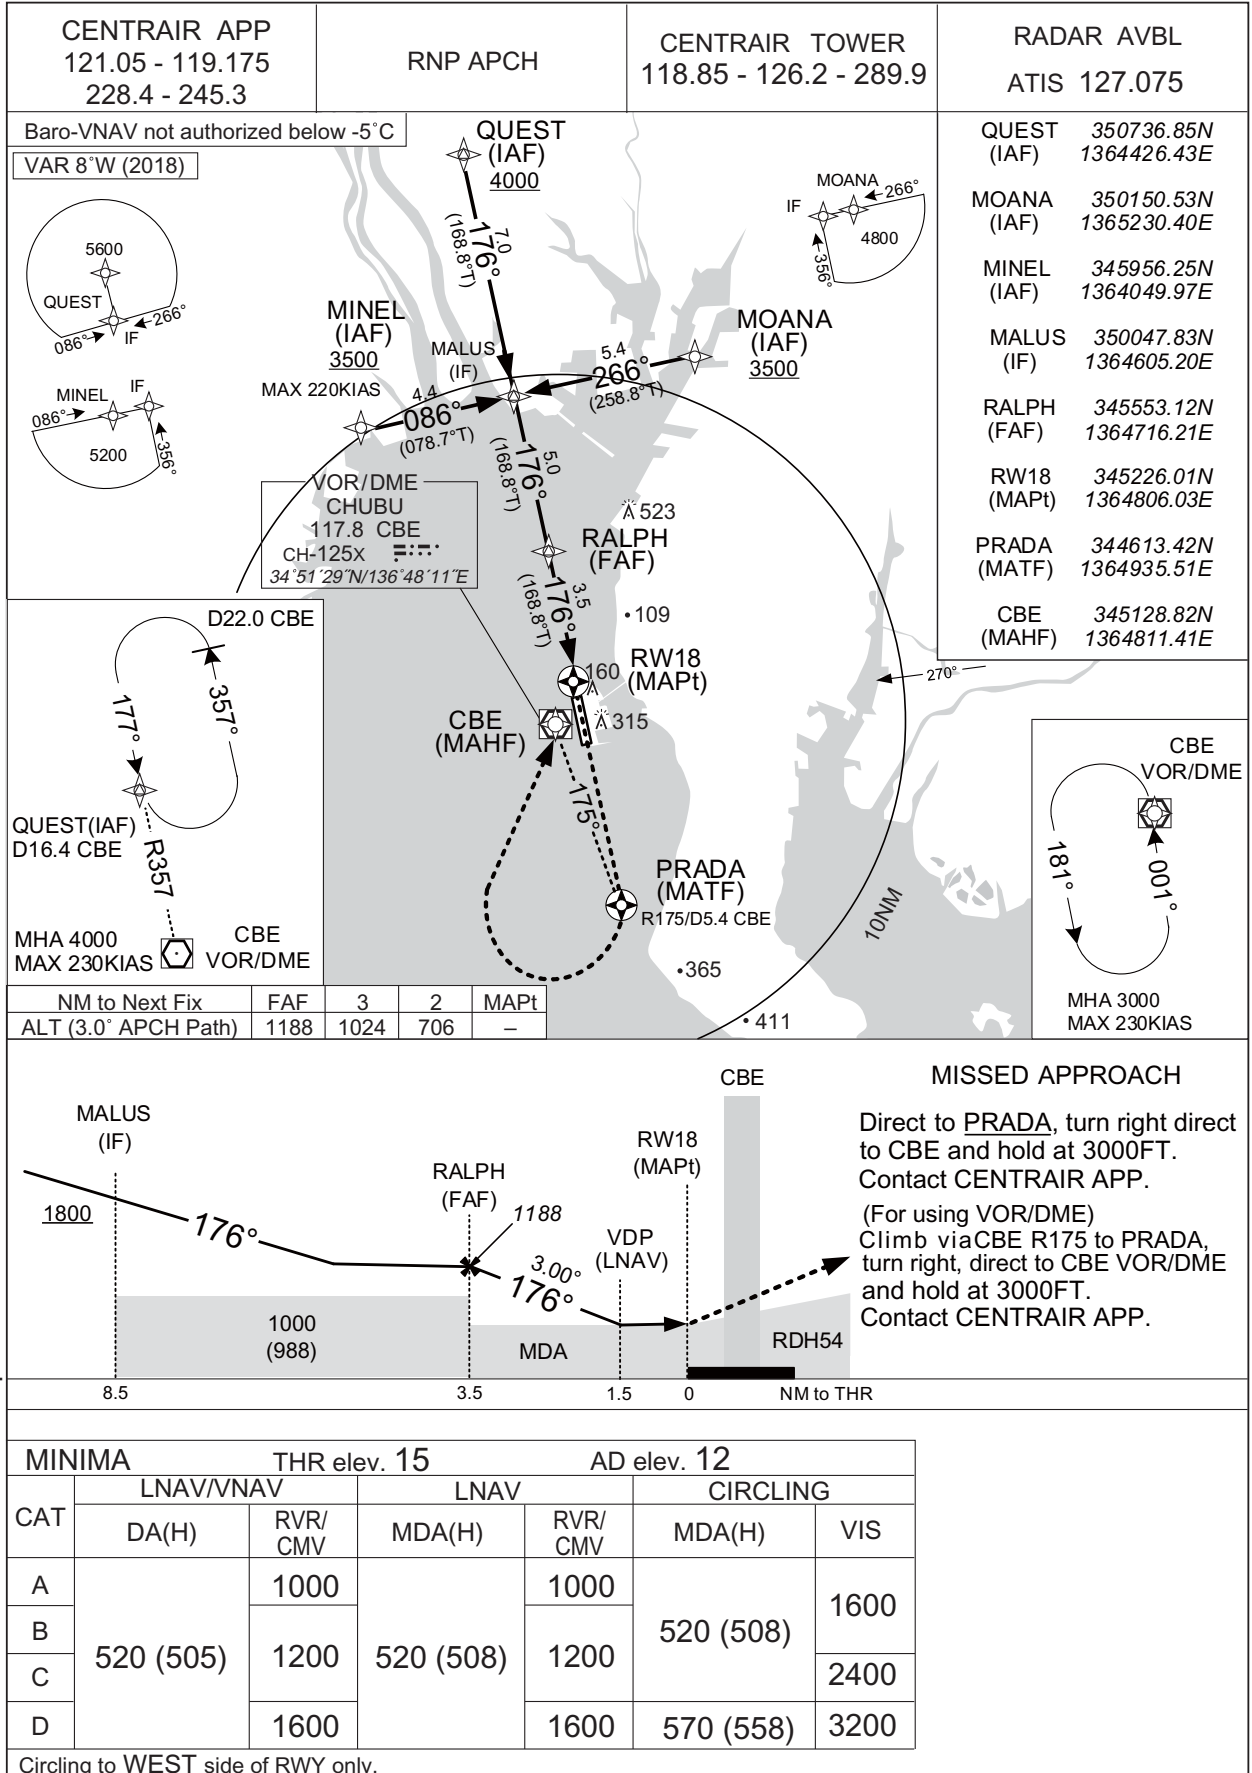 CENTRAIR APP
121.05 - 119.175
228.4 - 245.3
RNP APCH
CENTRAIR TOWER
118.85 - 126.2 - 289.9
RADAR AVBL
ATIS 127.075
Baro-VNAV not authorized below -5˚C
VAR 8˚W (2018)
5600
QUEST
086°
IF
266°
MINEL
IF
086°
356°
5200
QUEST
(IAF)
4000
7.0
176°
(168.8°T)
MINEL
(IAF)
3500
MAX 220KIAS
MALUS
(IF)
4.4
086°
(078.7°T)
MOANA
(IAF)
3500
5.4
266°
(258.8°T)
MOANA
IF
266°
356°
4800
5.0
176°
(168.8°T)
VOR/DME
CHUBU
117.8 CBE
CH-125X
34°51´29˝N/136°48´11˝E
523
RALPH
(FAF)
3.5
176°
(168.8°T)
109
RW18
(MAPt)
160
315
CBE
(MAHF)
175°
PRADA
(MATF)
R175/D5.4 CBE
270°
10NM
365
411
QUEST 350736.85N
(IAF) 1364426.43E
MOANA 350150.53N
(IAF) 1365230.40E
MINEL 345956.25N
(IAF) 1364049.97E
MALUS 350047.83N
(IF) 1364605.20E
RALPH 345553.12N
(FAF) 1364716.21E
RW18 345226.01N
(MAPt) 1364806.03E
PRADA 344613.42N
(MATF) 1364935.51E
CBE 345128.82N
(MAHF) 1364811.41E
D22.0 CBE
177°
357°
QUEST(IAF)
D16.4 CBE
R357
MHA 4000
MAX 230KIAS
CBE
VOR/DME
CBE
VOR/DME
181°
001°
MHA 3000
MAX 230KIAS
NM to Next Fix FAF 3 2 MAPt
ALT (3.0˚ APCH Path) 1188 1024 706 –
MALUS
(IF)
1800
176°
RALPH
(FAF)
1188
3.00°
176°
VDP
(LNAV)
RW18
(MAPt)
CBE
1000
(988)
MDA
RDH54
8.5 3.5 1.5 0 NM to THR
MISSED APPROACH
Direct to PRADA, turn right direct
to CBE and hold at 3000FT.
Contact CENTRAIR APP.
(For using VOR/DME)
Climb viaCBE R175 to PRADA,
turn right, direct to CBE VOR/DME
and hold at 3000FT.
Contact CENTRAIR APP.
MINIMA THR elev. 15 AD elev. 12
CAT LNAV/VNAV LNAV CIRCLING
DA(H) RVR/CMV MDA(H) RVR/CMV MDA(H) VIS
A 520 (505) 1000 520 (508) 1000 520 (508) 1600
B 1200 1200
C 2400
D 1600 1600 570 (558) 3200
Circling to WEST side of RWY only.